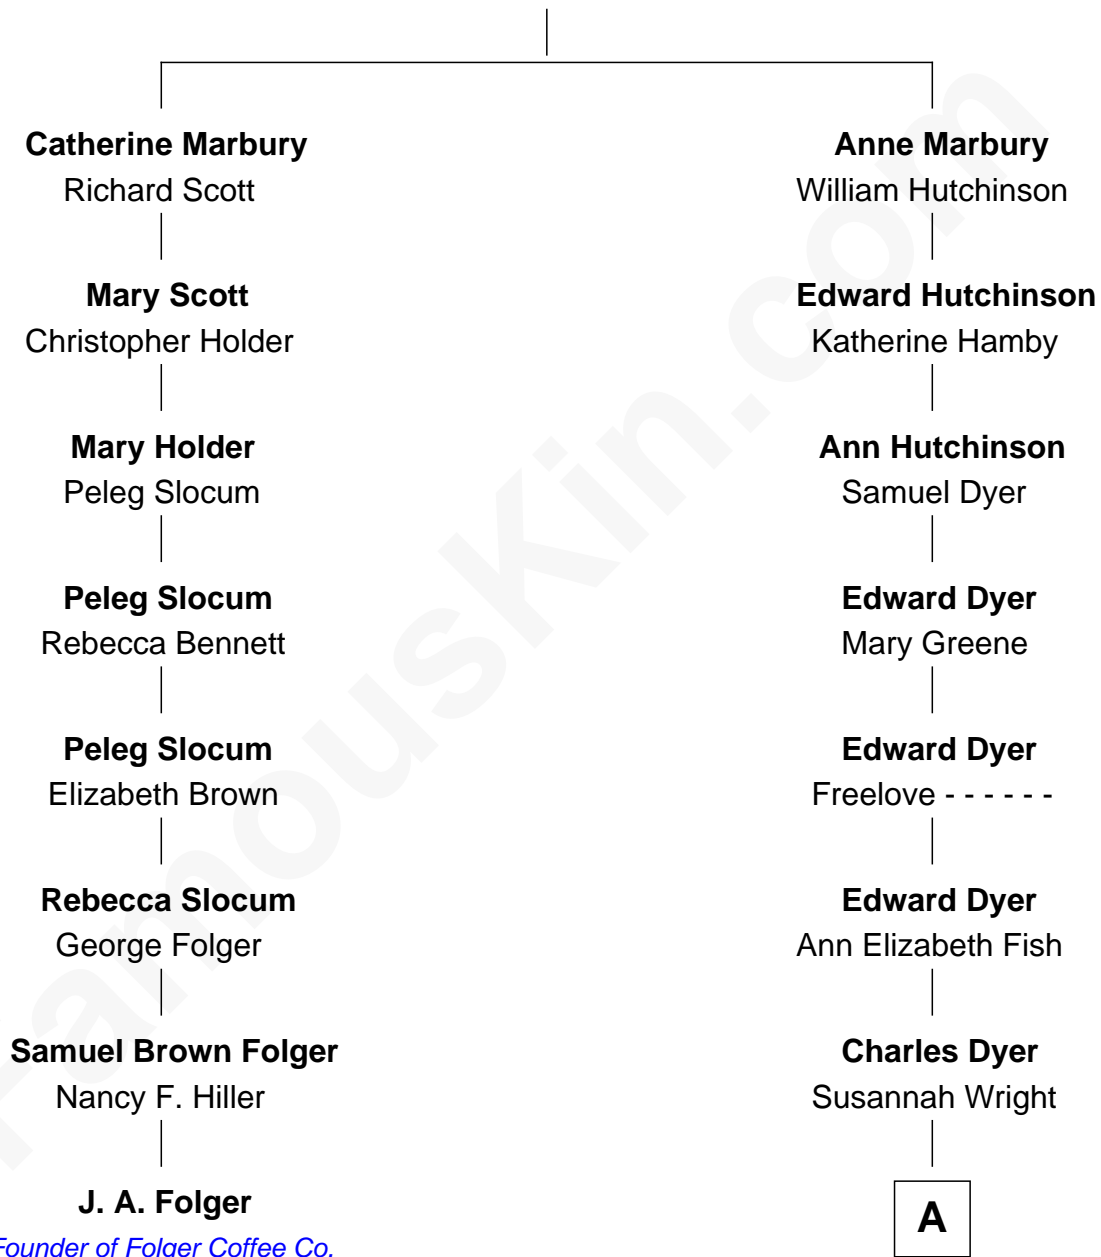 Catherine Marbury
Richard Scott
Mary Scott
Christopher Holder
Mary Holder
Peleg Slocum
Peleg Slocum
Rebecca Bennett
Peleg Slocum
Elizabeth Brown
Rebecca Slocum
George Folger
Samuel Brown Folger
Nancy F. Hiller
J. A. Folger
Founder of Folger Coffee Co.
Anne Marbury
William Hutchinson
Edward Hutchinson
Katherine Hamby
Ann Hutchinson
Samuel Dyer
Edward Dyer
Mary Greene
Edward Dyer
Freelove - - - - - -
Edward Dyer
Ann Elizabeth Fish
Charles Dyer
Susannah Wright
A
FamousKin.com